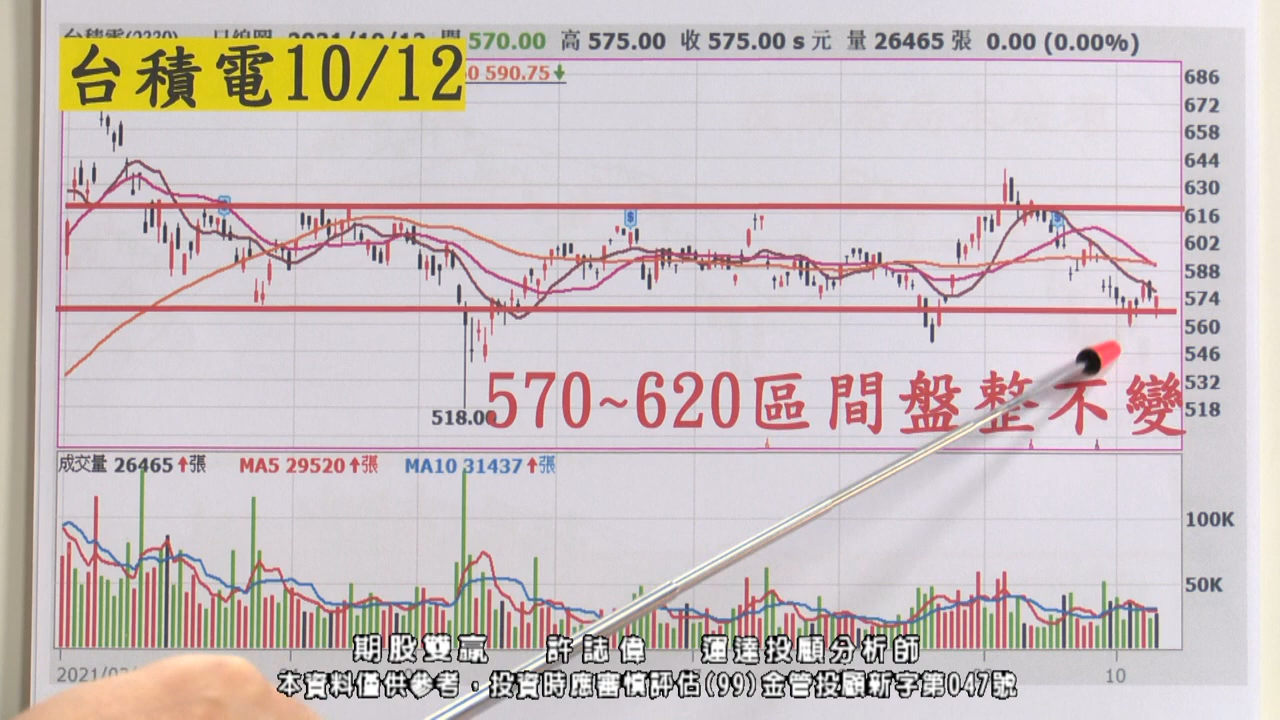 570.00 高 575.00 收 575.00 s 元 量 26465 張 0.00 (0.00%)
台積電10/12
590.75↓
686
672
658
644
630
616
602
588
574
560
546
532
518
$
$
$
518.00
570~620區間盤整不變
成交量 26465↑張 MA5 29520↑張 MA10 31437↑張
100K
50K
10
期股雙贏 許誌偉 運達投顧分析師
本資料僅供參考，投資時應審慎評估(99)金管投顧新字第047號